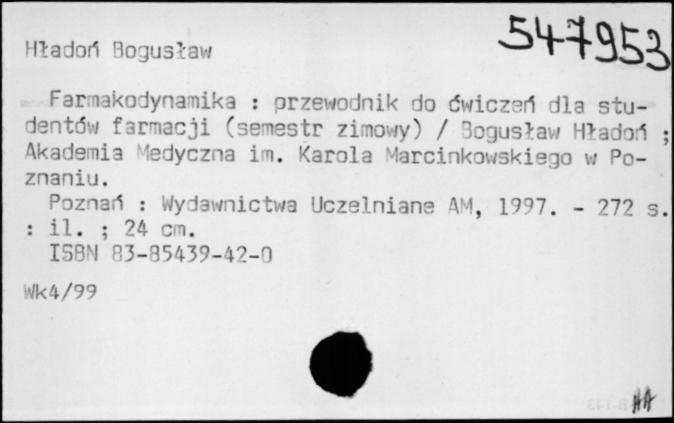 547953
Hładoń Bogusław
Farmakodynamika : przewodnik do ćwiczeń dla stu-
dentów farmacji (semestr zimowy) / Bogusław Hładoń ;
Akademia Medyczna im. Karola Marcinkowskiego w Po-
znaniu.
Poznań : Wydawnictwa Uczelniane AM, 1997. - 272 s.
: il. ; 24 cm.
ISBN 83-85439-42-0
Wk4/99